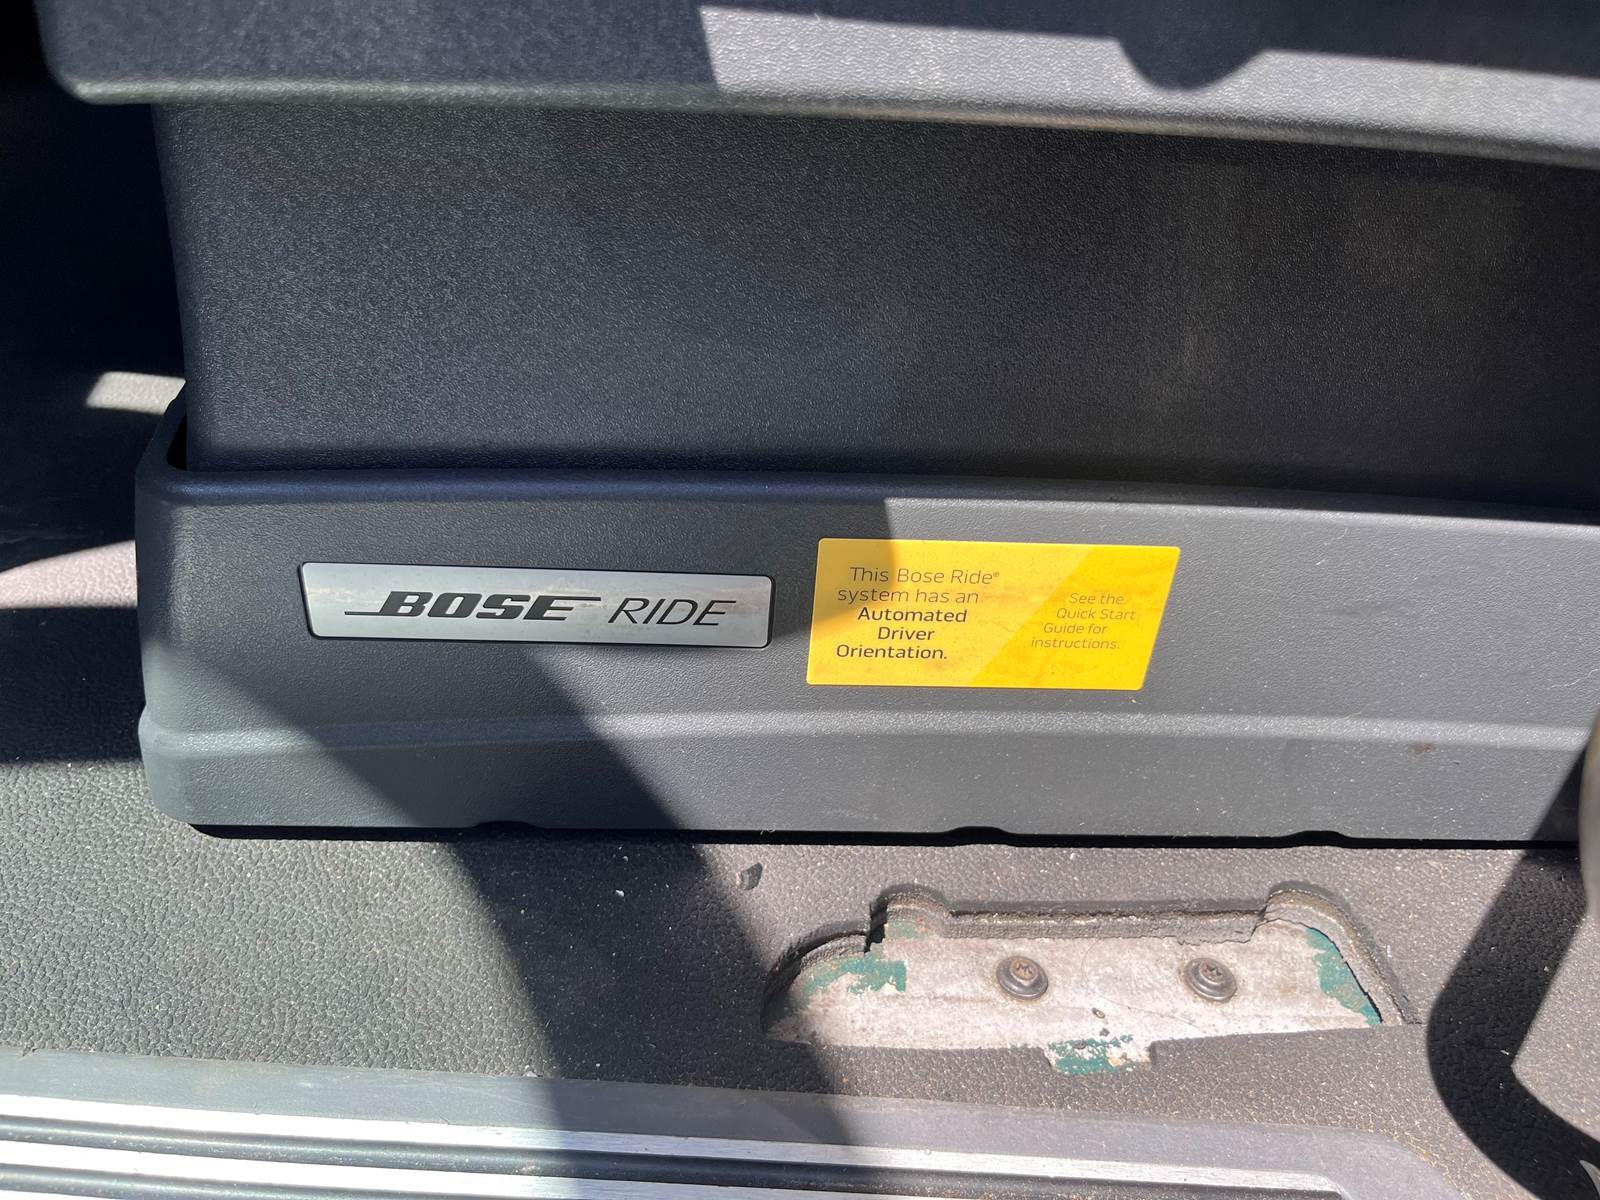 BOSE RIDE
This Bose Ride®
system has an
Automated
Driver
Orientation.
See the
Quick Start
Guide for
instructions.